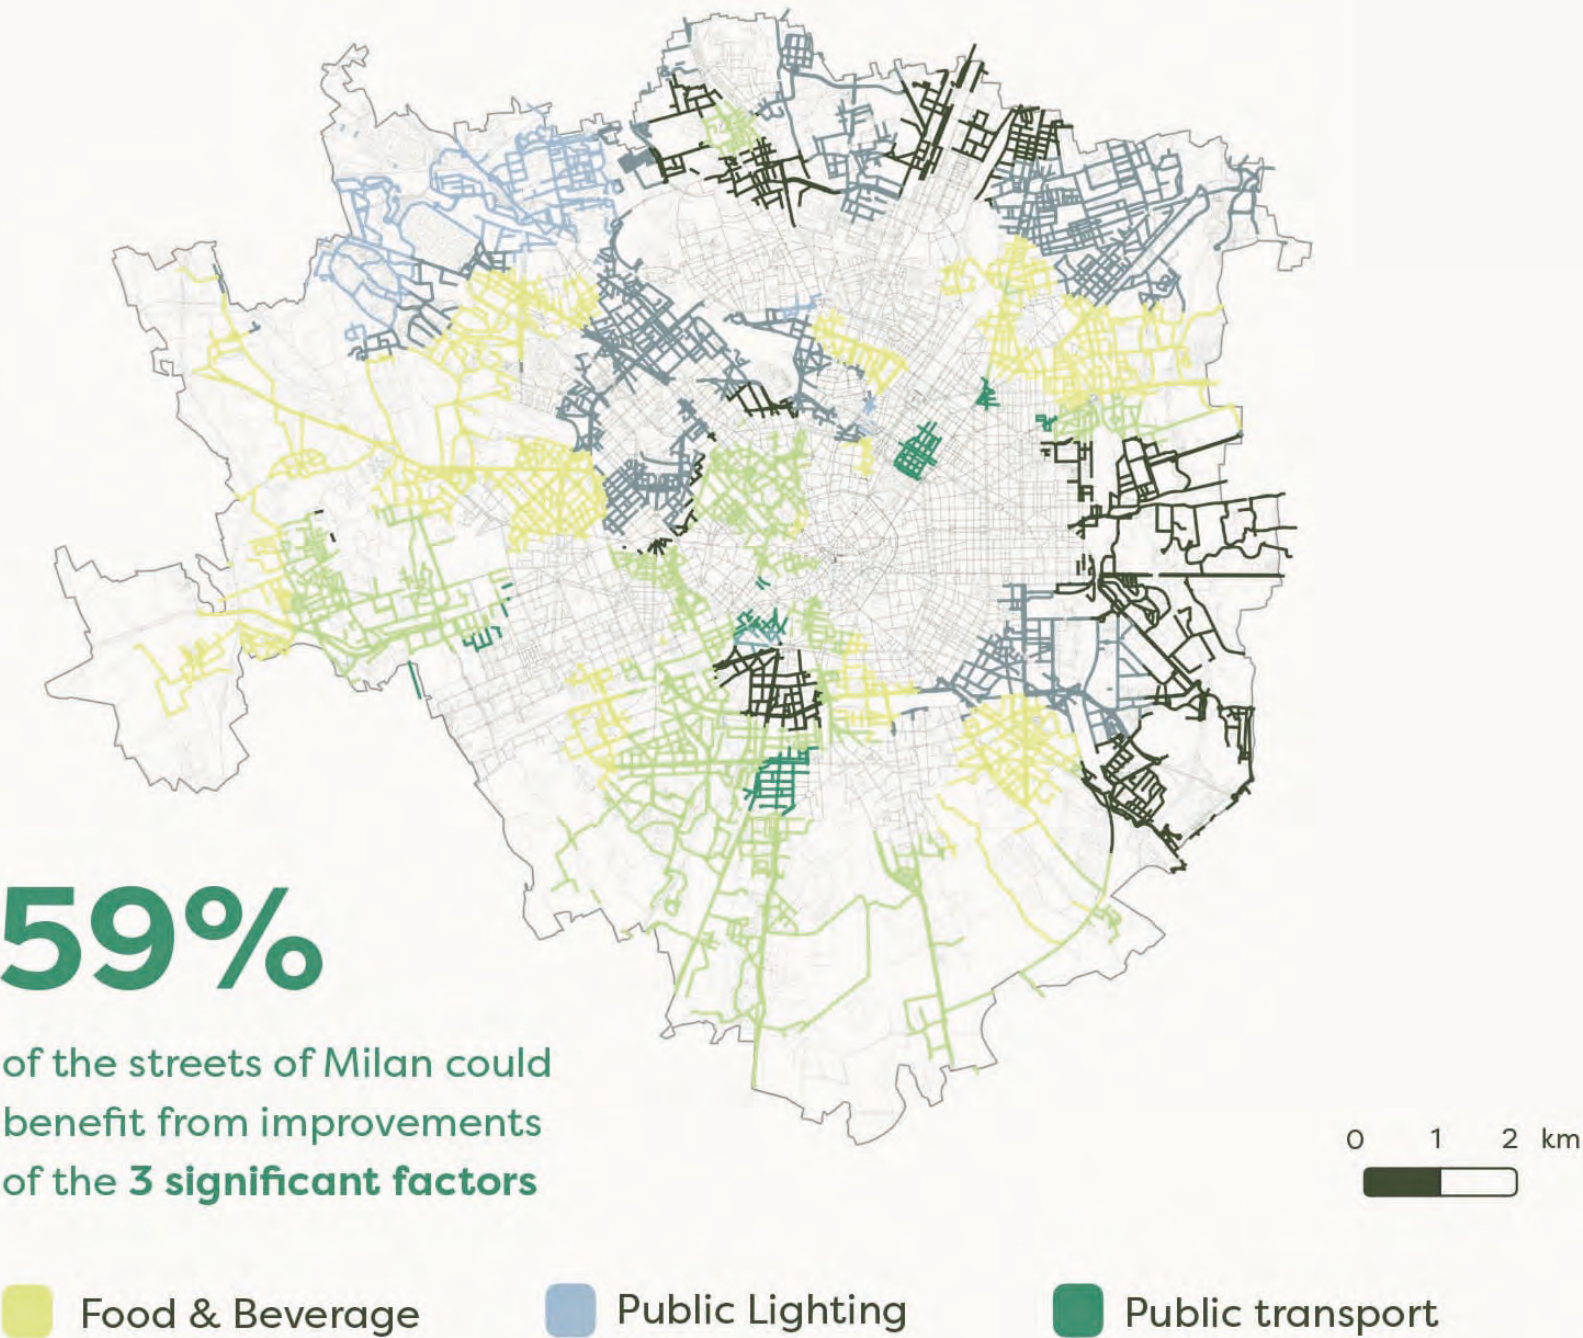 59%
of the streets of Milan could
benefit from improvements
of the 3 significant factors
0 1 2 km
Food & Beverage
Public Lighting
Public transport